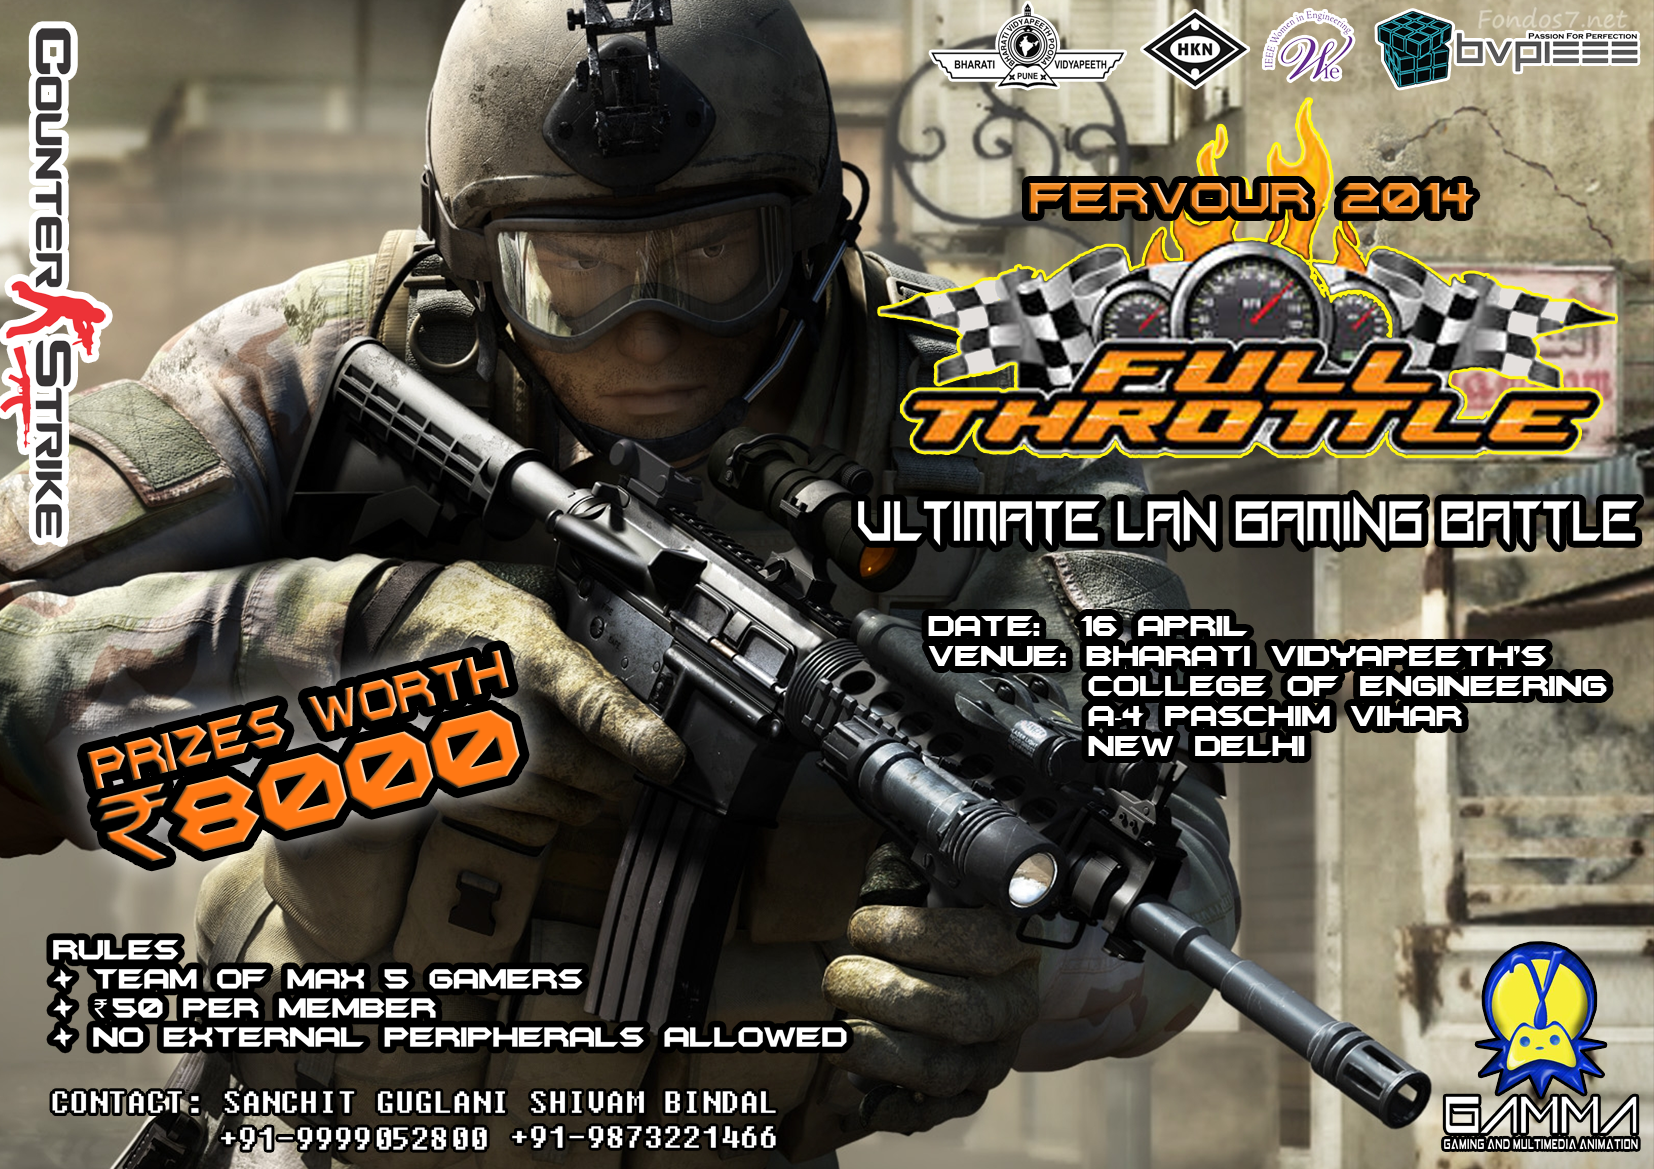 COUNTER STRIKE
BHARATI VIDYAPEETH
BHARATI VIDYAPEETH POONA
PUNE
HKN
IEEE Women in Engineering
WIE
Fondos7.net
PASSION FOR PERFECTION
bvpieee
FERVOUR 2014
FULL
THROTTLE
ULTIMATE LAN GAMING BATTLE
DATE: 16 APRIL
VENUE: BHARATI VIDYAPEETH'S
COLLEGE OF ENGINEERING
A-4 PASCHIM VIHAR
NEW DELHI
PRIZES WORTH
₹8000
RULES
+ TEAM OF MAX 5 GAMERS
+ ₹50 PER MEMBER
+ NO EXTERNAL PERIPHERALS ALLOWED
CONTACT: SANCHIT GUGLANI SHIVAM BINDAL
+91-9999052800 +91-9873221466
GAMMA
GAMING AND MULTIMEDIA ANIMATION